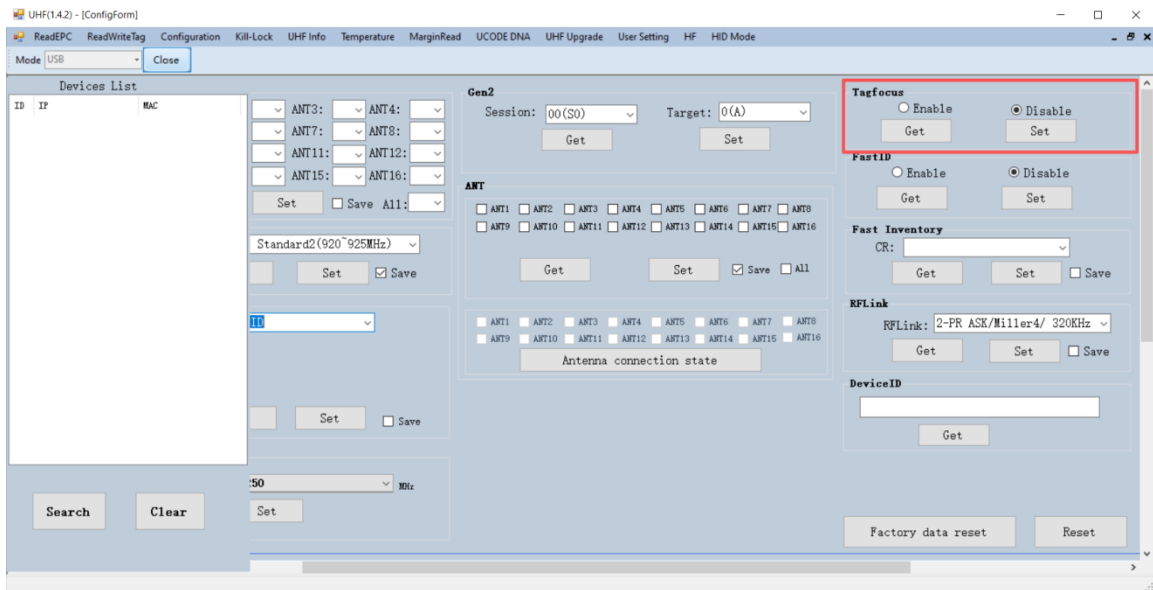 UHF(1.4.2) - [ConfigForm]
ReadEPC ReadWriteTag Configuration Kill-Lock UHF Info Temperature MarginRead UCODE DNA UHF Upgrade User Setting HF HID Mode
Mode USB Close
Devices List
ID IP MAC
ANT3: ANT4:
ANT7: ANT8:
ANT11: ANT12:
ANT15: ANT16:
Set Save All:
Standard2(920~925MHz)
Set Save
ID
Set Save
250
MHz
Set
Search Clear
Gen2
Session: 00(S0) Target: 0(A)
Get Set
ANT
ANT1 ANT2 ANT3 ANT4 ANT5 ANT6 ANT7 ANT8
ANT9 ANT10 ANT11 ANT12 ANT13 ANT14 ANT15 ANT16
Get Set Save All
ANT1 ANT2 ANT3 ANT4 ANT5 ANT6 ANT7 ANT8
ANT9 ANT10 ANT11 ANT12 ANT13 ANT14 ANT15 ANT16
Antenna connection state
Tagfocus
Enable Disable
Get Set
FastID
Enable Disable
Get Set
Fast Inventory
CR:
Get Set Save
RFLink
RFLink: 2-PR ASK/Miller4/ 320KHz
Get Set Save
DeviceID
Get
Factory data reset Reset